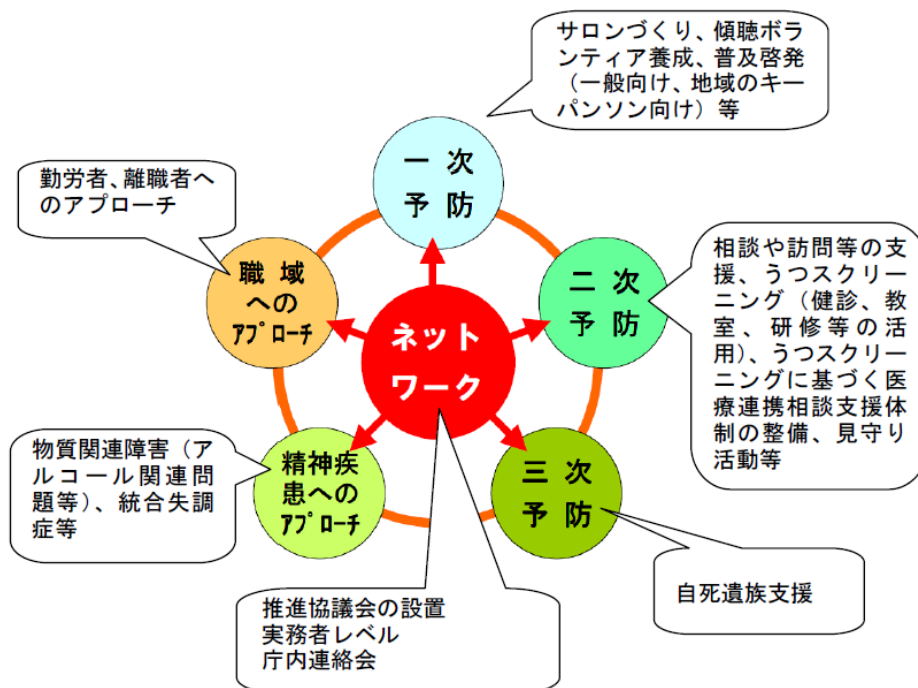 サロンづくり、傾聴ボラ
ンティア養成、普及啓発
（一般向け、地域のキー
パンソン向け）等
一次
予防
勤労者、離職者へ
のアプローチ
職域
への
ｱﾌﾟﾛｰﾁ
二次
予防
相談や訪問等の支
援、うつスクリー
ニング（健診、教
室、研修等の活
用）、うつスクリー
ニングに基づく医
療連携相談支援体
制の整備、見守り
活動等
ネット
ワーク
物質関連障害（ア
ルコール関連問
題等）、統合失調
症等
精神疾
患への
ｱﾌﾟﾛｰﾁ
三次
予防
推進協議会の設置
実務者レベル
庁内連絡会
自死遺族支援